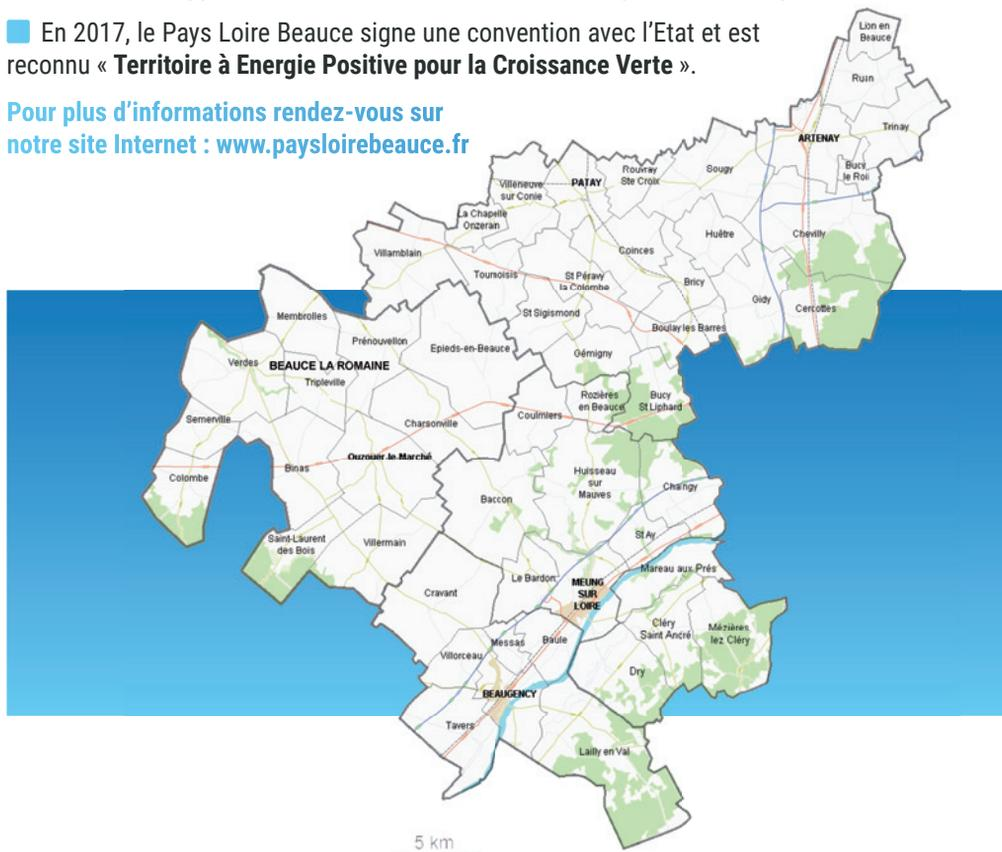 En 2017, le Pays Loire Beauce signe une convention avec l'Etat et est
reconnu « Territoire à Energie Positive pour la Croissance Verte ».
Pour plus d'informations rendez-vous sur
notre site Internet : www.paysloirebeauce.fr
Lion en
Beauce
Ruan
ARTENAY
Trinay
Bucy
le Roi
Rouvray
Ste Croix
Sougy
PATAY
Villeneuve
sur Conie
La Chapelle
Onzerain
Huêtre
Chevilly
Villamblain
Coinces
Tournoisis
St Péravy
la Colombe
Bricy
Gidy
Cercottes
St Sigismond
Boulay les Barres
Membrolles
Prénouvellon
Epieds-en-Beauce
Gémigny
Verdes
BEAUCE LA ROMAINE
Tripleville
Rozières
en Beauce
Bucy
St Liphard
Coulmiers
Semerville
Charsonville
Ouzouer le Marché
Binas
Colombe
Huisseau
sur
Mauves
Chaingy
Baccon
St Ay
Saint-Laurent
des Bois
Villermain
Mareau aux Prés
Le Bardon
MEUNG
SUR
LOIRE
Cravant
Cléry
Saint André
Mézières
lez Cléry
Messas
Baule
Villorceau
Dry
BEAUGENCY
Tavers
Lailly en Val
5 km